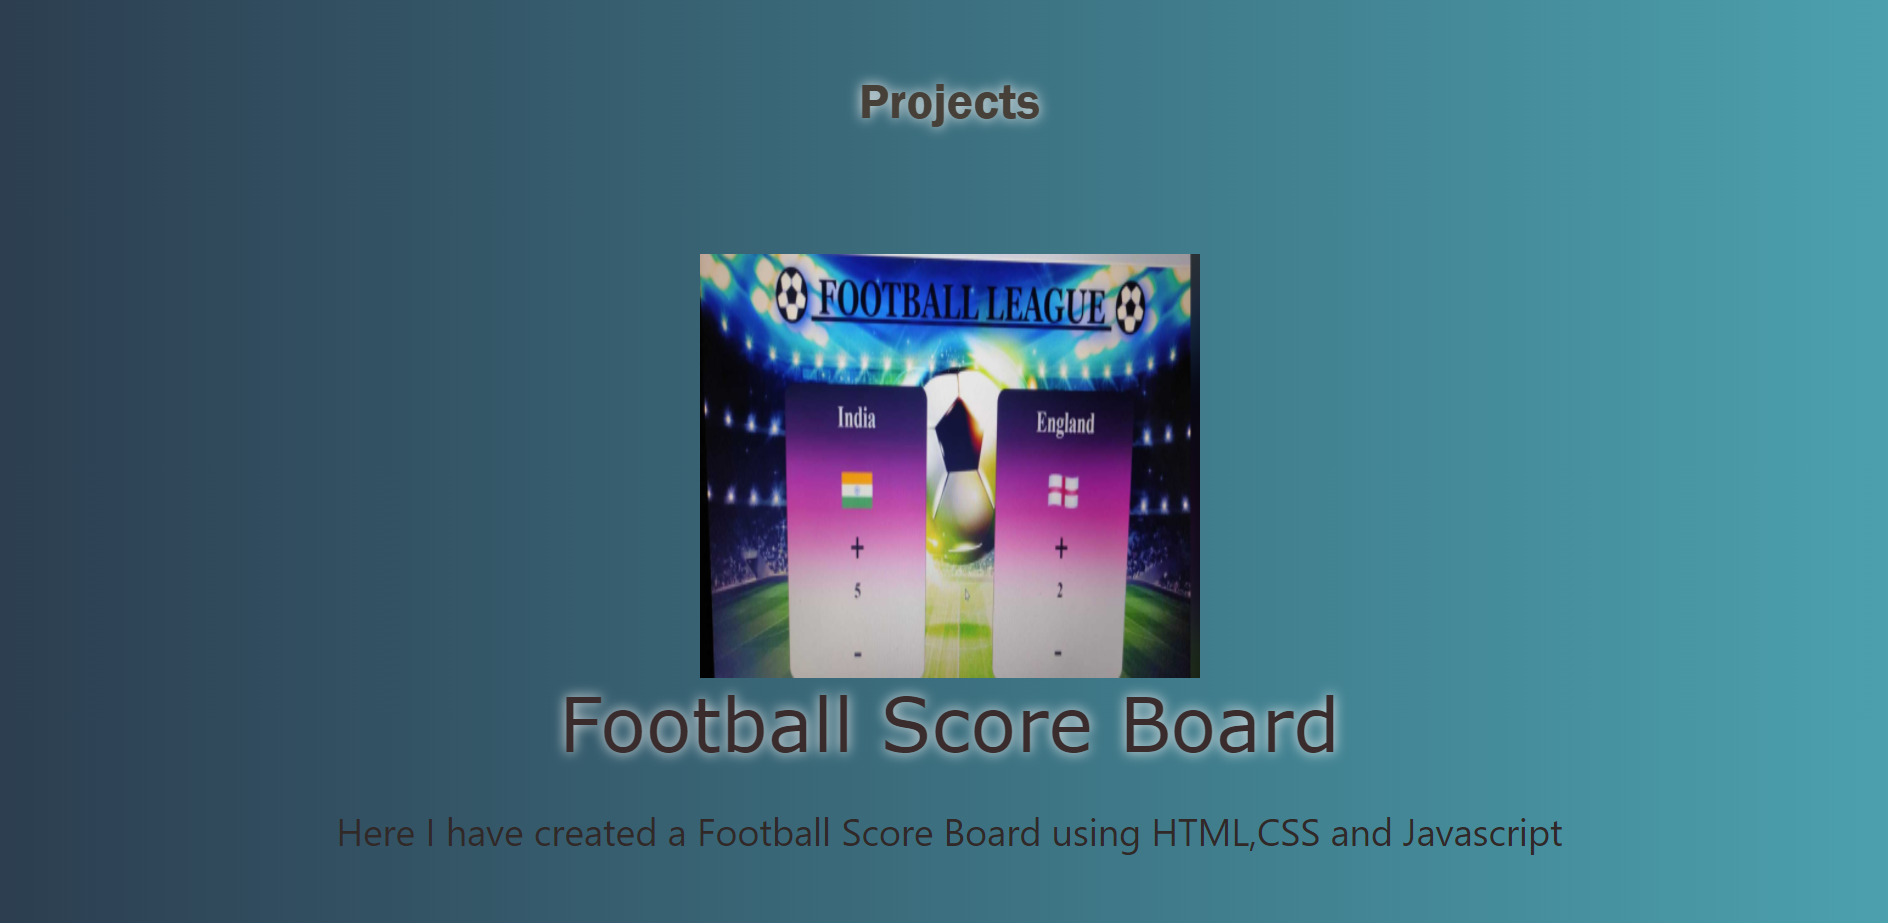 Projects
FOOTBALL LEAGUE
India England
+ +
5 2
- -
Football Score Board
Here I have created a Football Score Board using HTML,CSS and Javascript